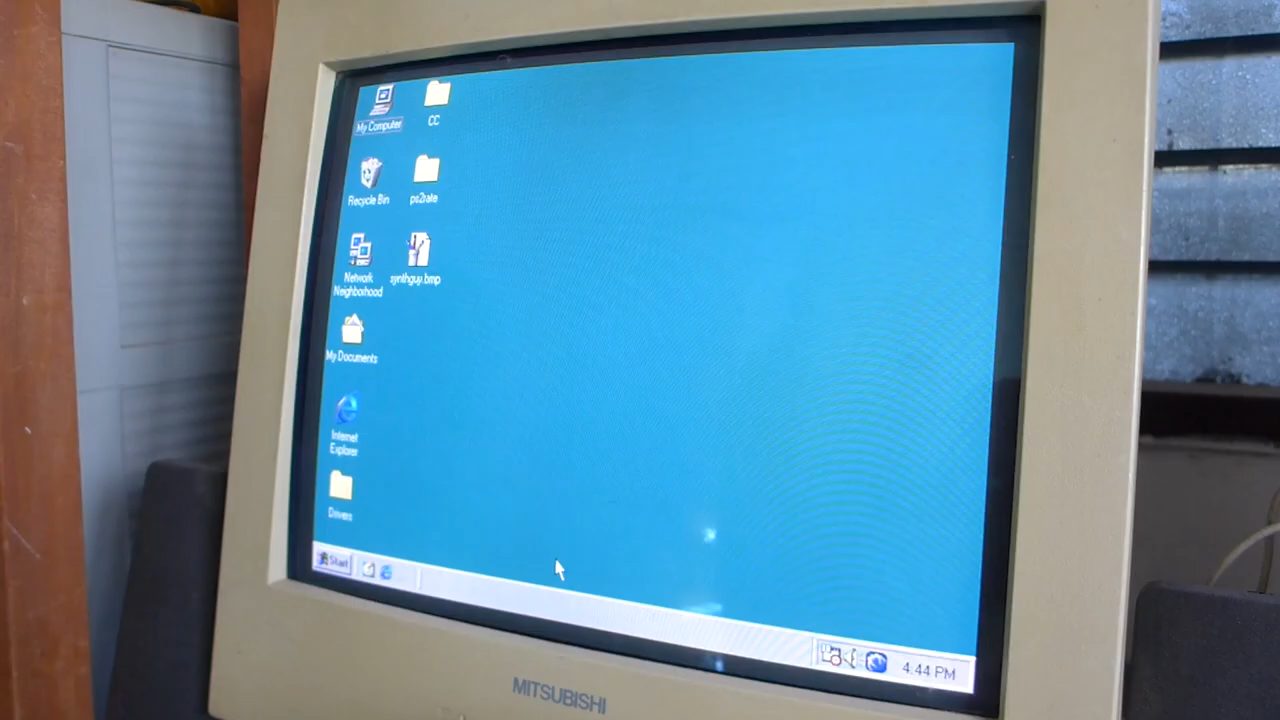 My Computer
CC
Recycle Bin
ps2rate
Network
Neighborhood
synthguy.bmp
My Documents
Internet
Explorer
Drivers
Start
4:44 PM
MITSUBISHI